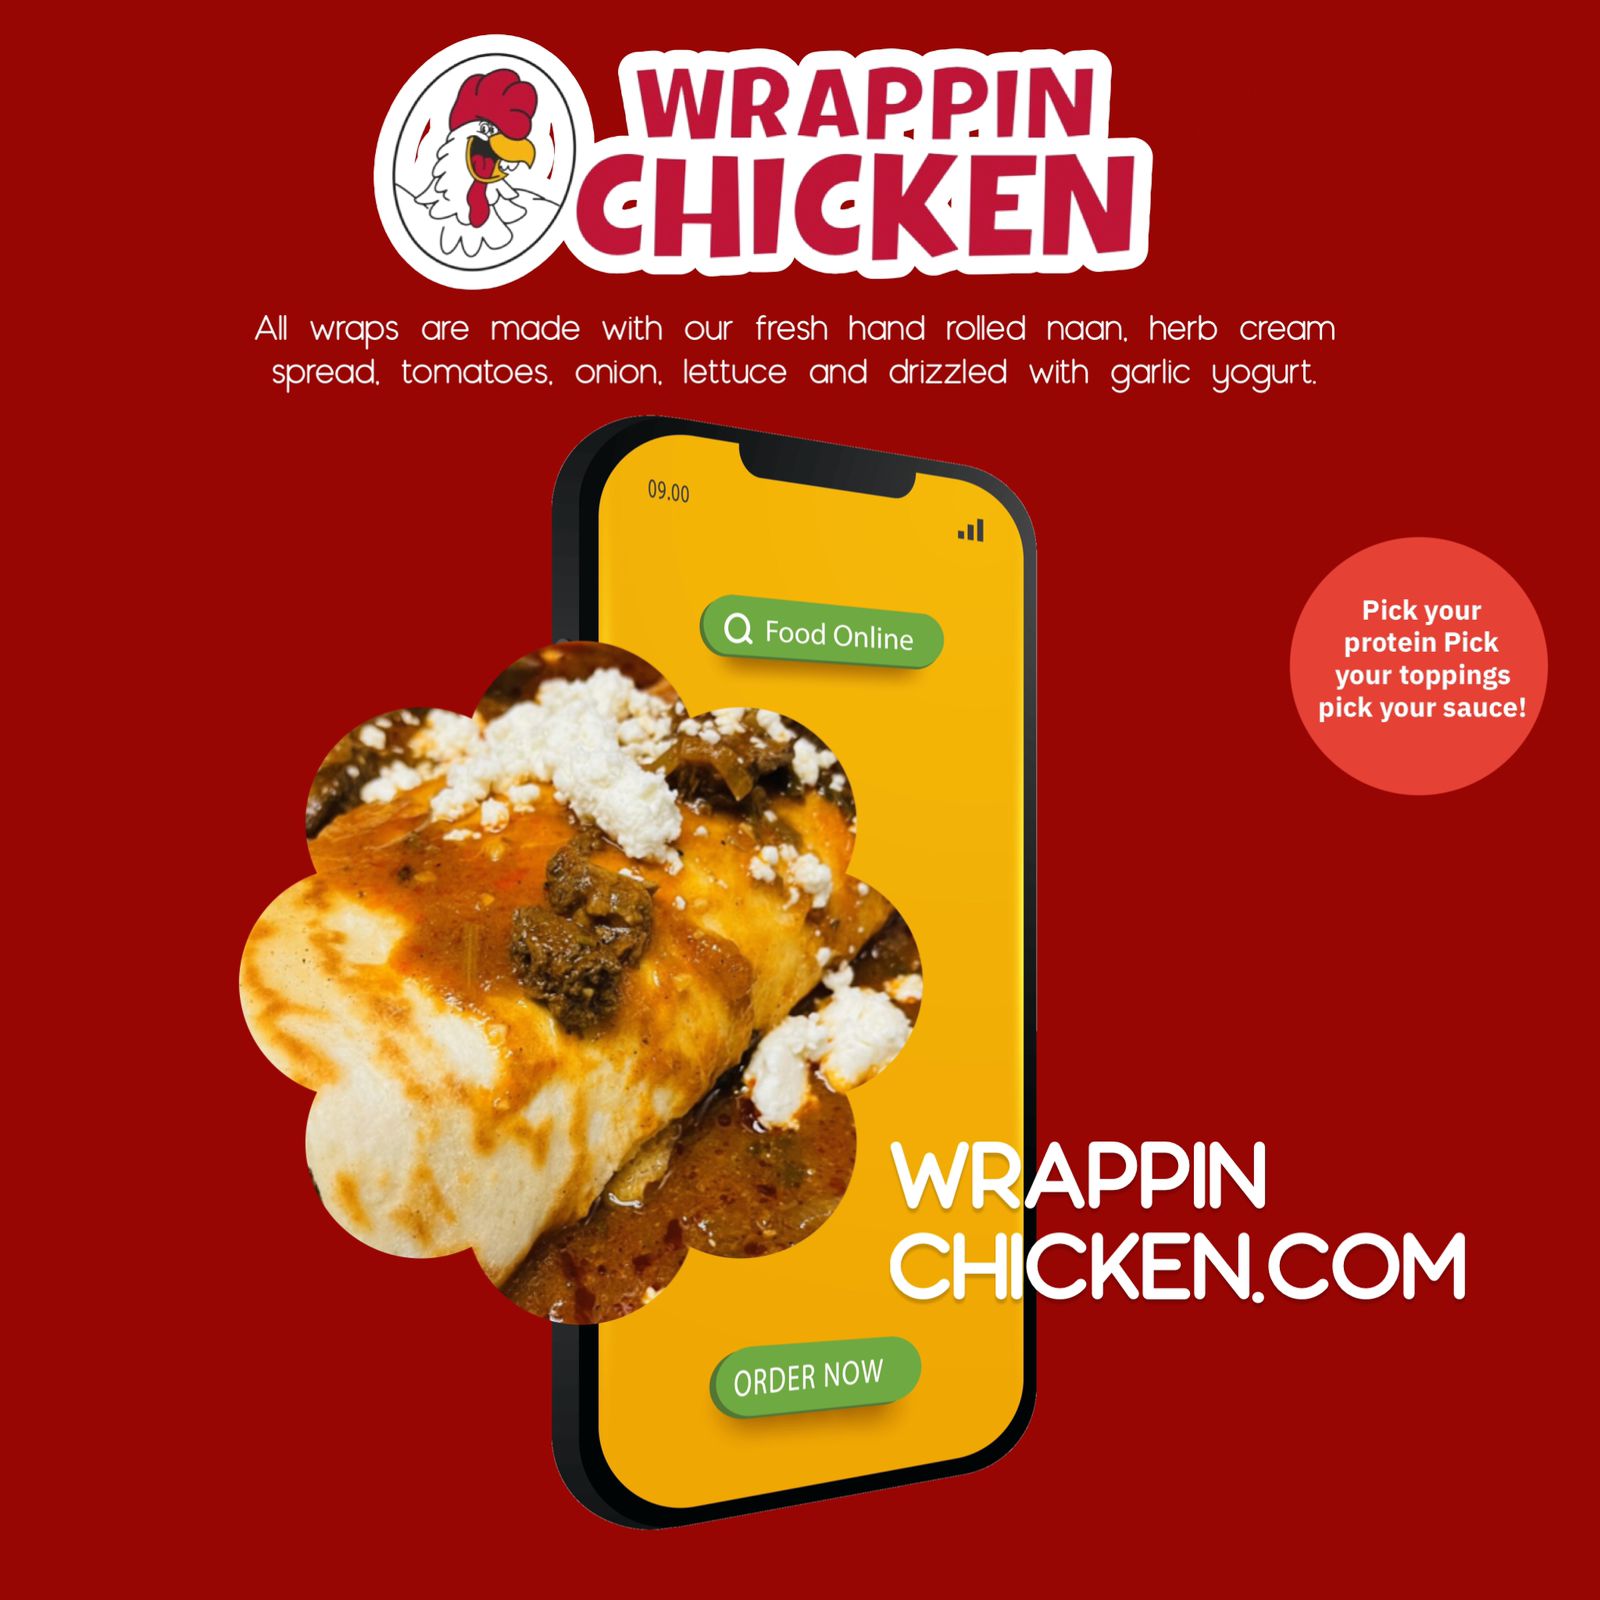 WRAPPIN
CHICKEN
All wraps are made with our fresh hand rolled naan, herb cream
spread, tomatoes, onion, lettuce and drizzled with garlic yogurt.
09.00
Food Online
Pick your
protein Pick
your toppings
pick your sauce!
WRAPPIN
CHICKEN.COM
ORDER NOW